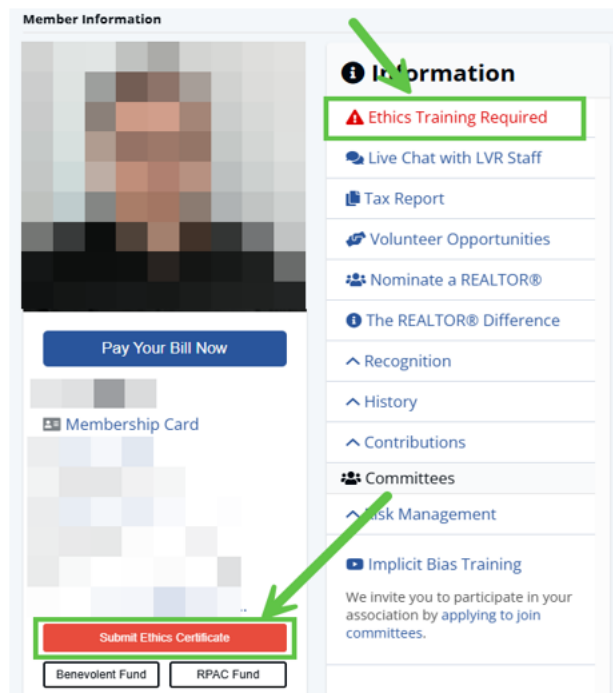 Member Information
Information
Ethics Training Required
Live Chat with LVR Staff
Tax Report
Volunteer Opportunities
Nominate a REALTOR®
The REALTOR® Difference
Recognition
History
Contributions
Committees
Risk Management
Implicit Bias Training
We invite you to participate in your
association by applying to join
committees.
Pay Your Bill Now
Membership Card
Submit Ethics Certificate
Benevolent Fund
RPAC Fund